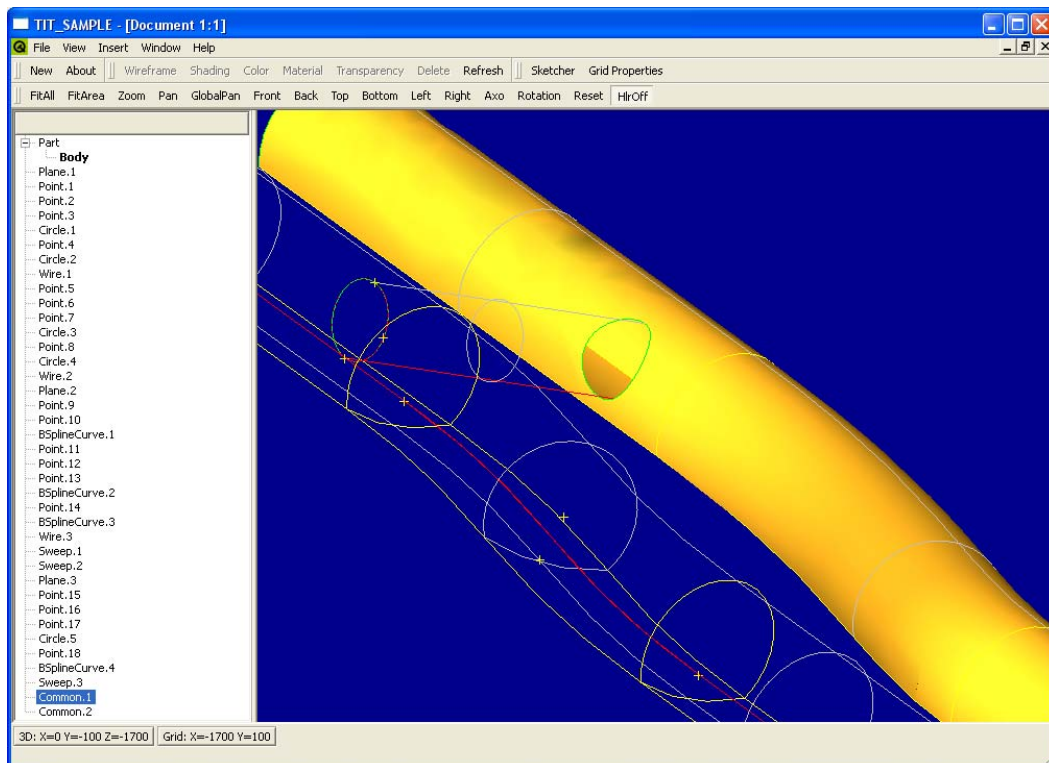 TIT_SAMPLE - [Document 1:1]
File View Insert Window Help
New About Wireframe Shading Color Material Transparency Delete Refresh Sketcher Grid Properties
FitAll FitArea Zoom Pan GlobalPan Front Back Top Bottom Left Right Axo Rotation Reset HlrOff
Part
Body
Plane.1
Point.1
Point.2
Point.3
Circle.1
Point.4
Circle.2
Wire.1
Point.5
Point.6
Point.7
Circle.3
Point.8
Circle.4
Wire.2
Plane.2
Point.9
Point.10
BSplineCurve.1
Point.11
Point.12
Point.13
BSplineCurve.2
Point.14
BSplineCurve.3
Wire.3
Sweep.1
Sweep.2
Plane.3
Point.15
Point.16
Point.17
Circle.5
Point.18
BSplineCurve.4
Sweep.3
Common.1
Common.2
3D: X=0 Y=-100 Z=-1700 Grid: X=-1700 Y=100